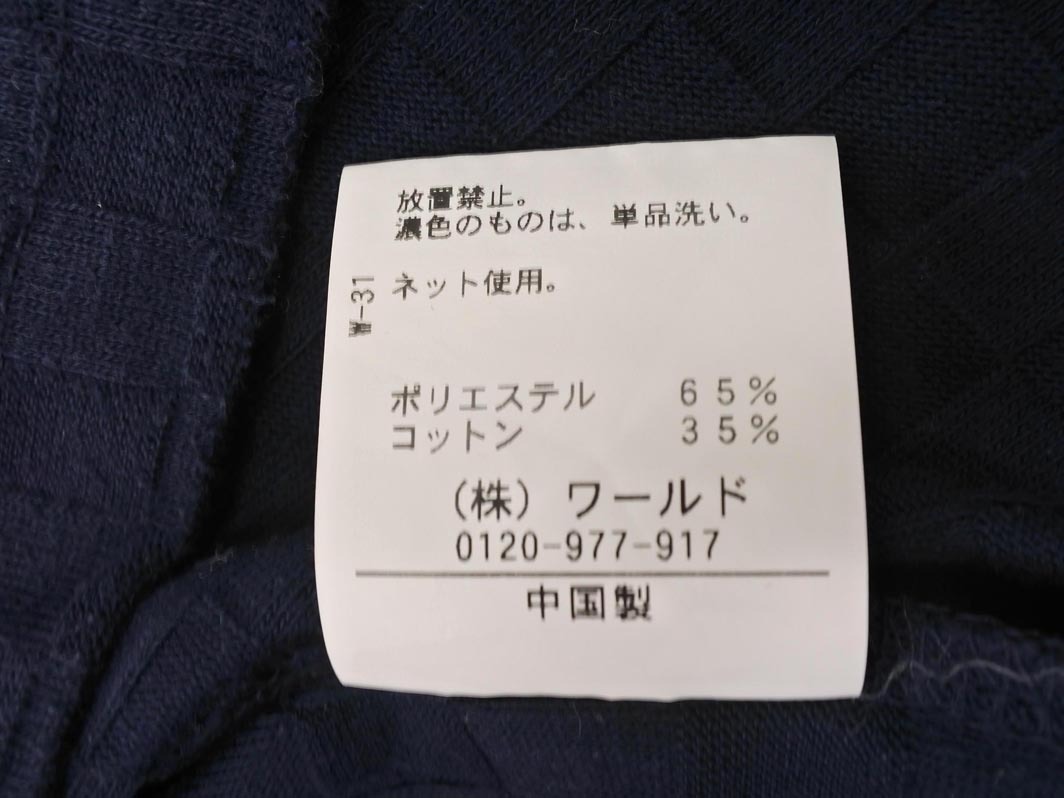 放置禁止。
濃色のものは、単品洗い。
W-31
ネット使用。
ポリエステル 65%
コットン 35%
(株) ワールド
0120-977-917
中国製